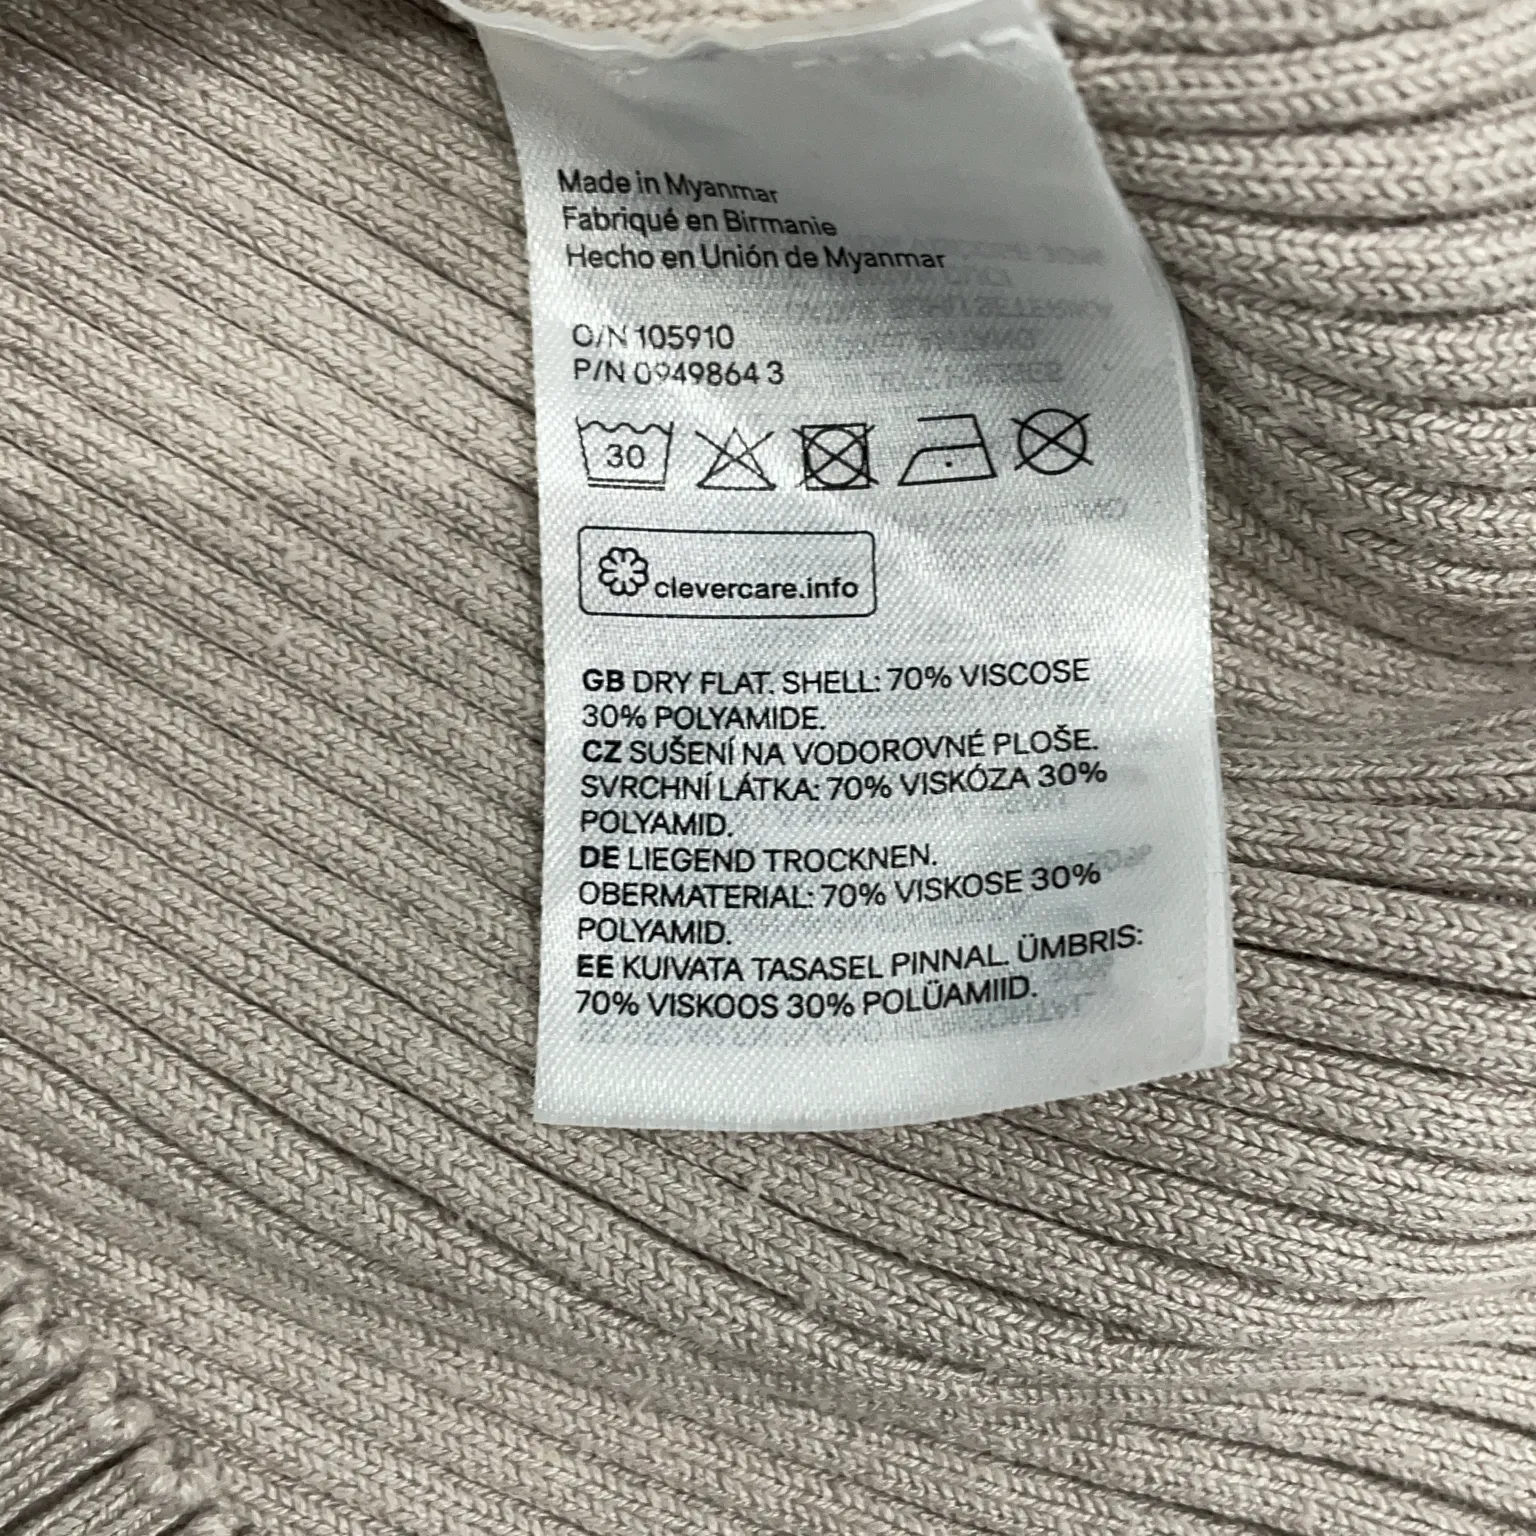 Made in Myanmar
Fabriqué en Birmanie
Hecho en Unión de Myanmar
O/N 105910
P/N 0949864 3
30
clevercare.info
GB DRY FLAT. SHELL: 70% VISCOSE
30% POLYAMIDE.
CZ SUŠENÍ NA VODOROVNÉ PLOŠE.
SVRCHNÍ LÁTKA: 70% VISKÓZA 30%
POLYAMID.
DE LIEGEND TROCKNEN.
OBERMATERIAL: 70% VISKOSE 30%
POLYAMID.
EE KUIVATA TASASEL PINNAL. ÜMBRIS:
70% VISKOOS 30% POLÜAMIID.